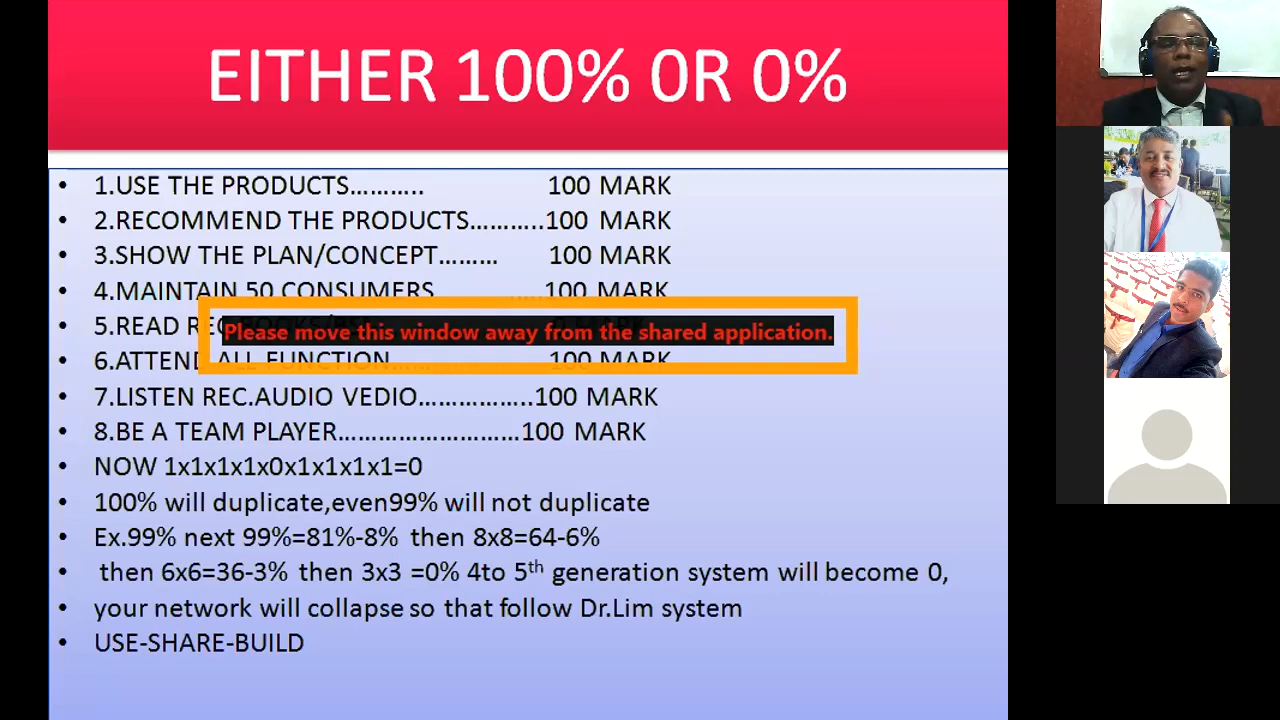 EITHER 100% 0R 0%
• 1.USE THE PRODUCTS……….. 100 MARK
• 2.RECOMMEND THE PRODUCTS………..100 MARK
• 3.SHOW THE PLAN/CONCEPT……… 100 MARK
• 4.MAINTAIN 50 CONSUMERS …..100 MARK
• 5.READ
Please move this window away from the shared application.
• 6.ATTEND ALL FUNCTION…… 100 MARK
• 7.LISTEN REC.AUDIO VEDIO……………..100 MARK
• 8.BE A TEAM PLAYER………………………100 MARK
• NOW 1x1x1x1x0x1x1x1x1=0
• 100% will duplicate,even99% will not duplicate
• Ex.99% next 99%=81%-8% then 8x8=64-6%
• then 6x6=36-3% then 3x3 =0% 4to 5th generation system will become 0,
• your network will collapse so that follow Dr.Lim system
• USE-SHARE-BUILD